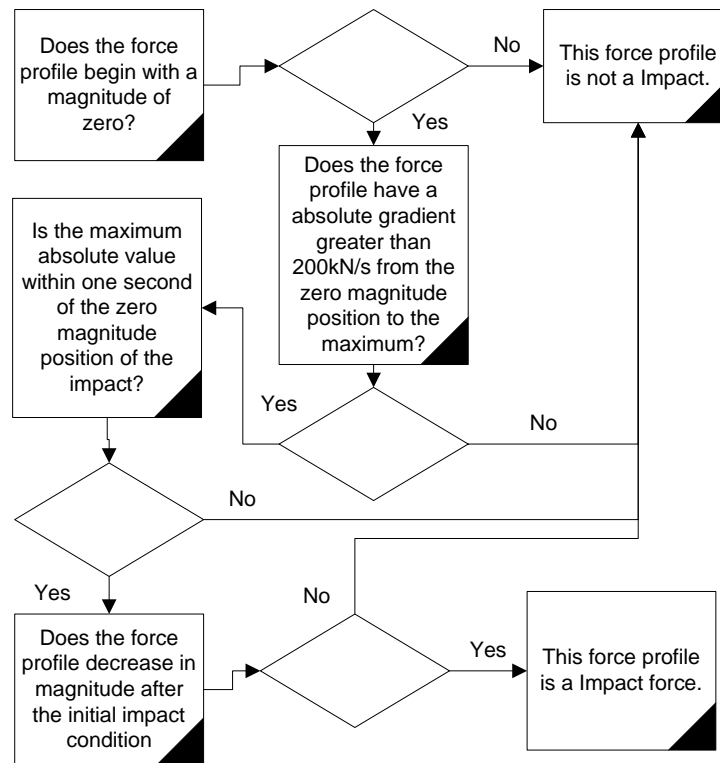 Does the force
profile begin with a
magnitude of
zero?
No
This force profile
is not a Impact.
Yes
Does the force
profile have a
absolute gradient
greater than
200kN/s from the
zero magnitude
position to the
maximum?
Is the maximum
absolute value
within one second
of the zero
magnitude
position of the
impact?
Yes
No
No
Yes
Does the force
profile decrease in
magnitude after
the initial impact
condition
No
Yes
This force profile
is a Impact force.